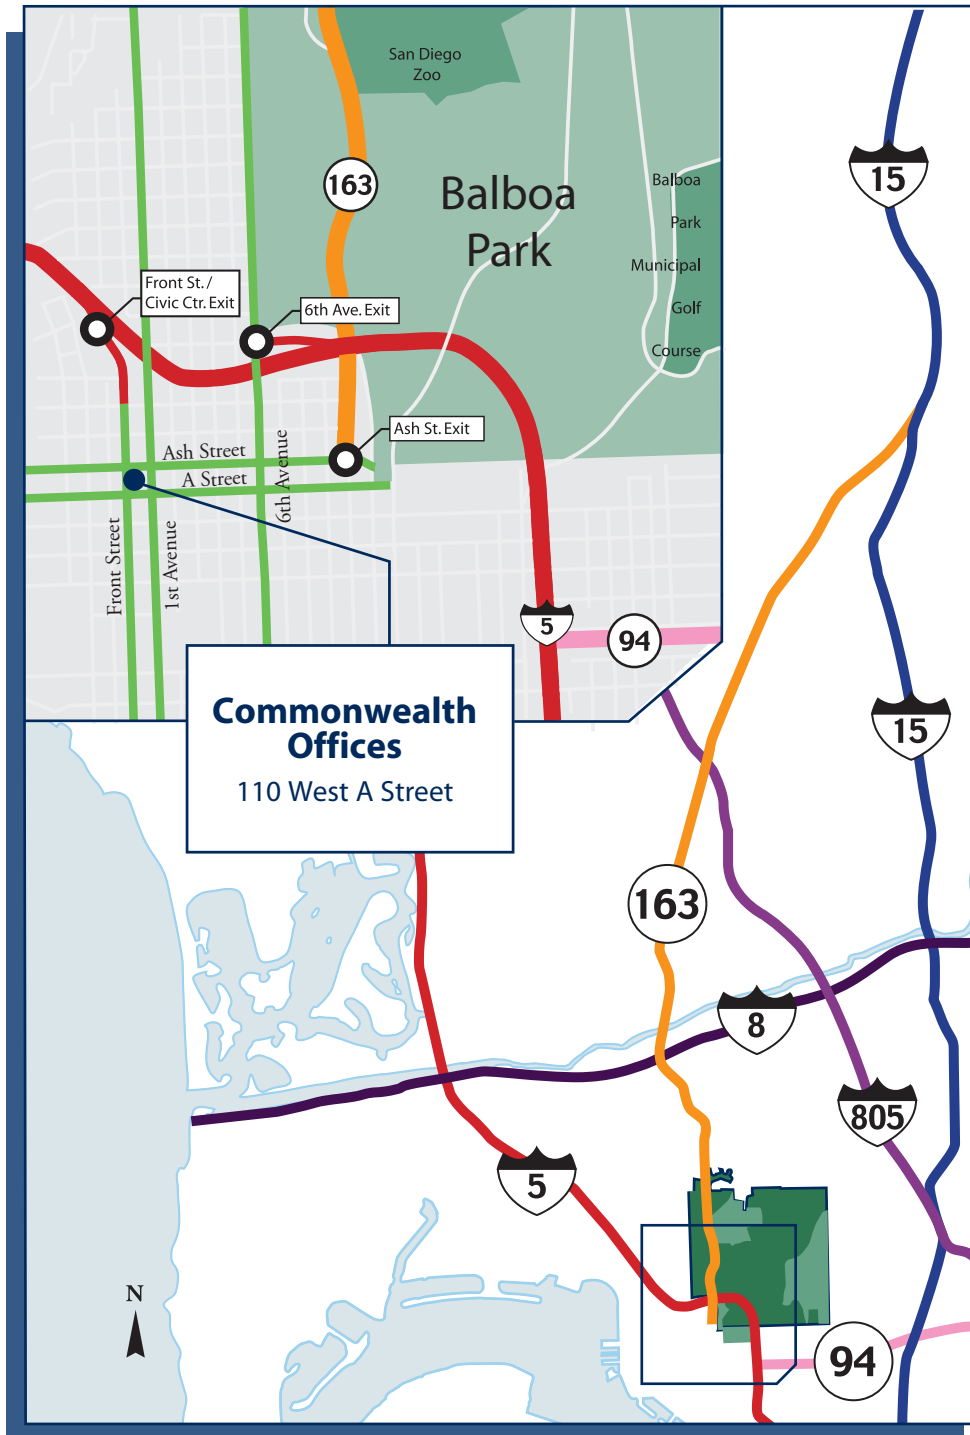 San Diego
Zoo
15
163
Balboa
Park
Balboa
Park
Municipal
Golf
Course
Front St. /
Civic Ctr. Exit
6th Ave. Exit
Ash St. Exit
Ash Street
A Street
6th Avenue
Front Street
1st Avenue
5
94
Commonwealth
Offices
110 West A Street
15
163
8
805
5
N
94